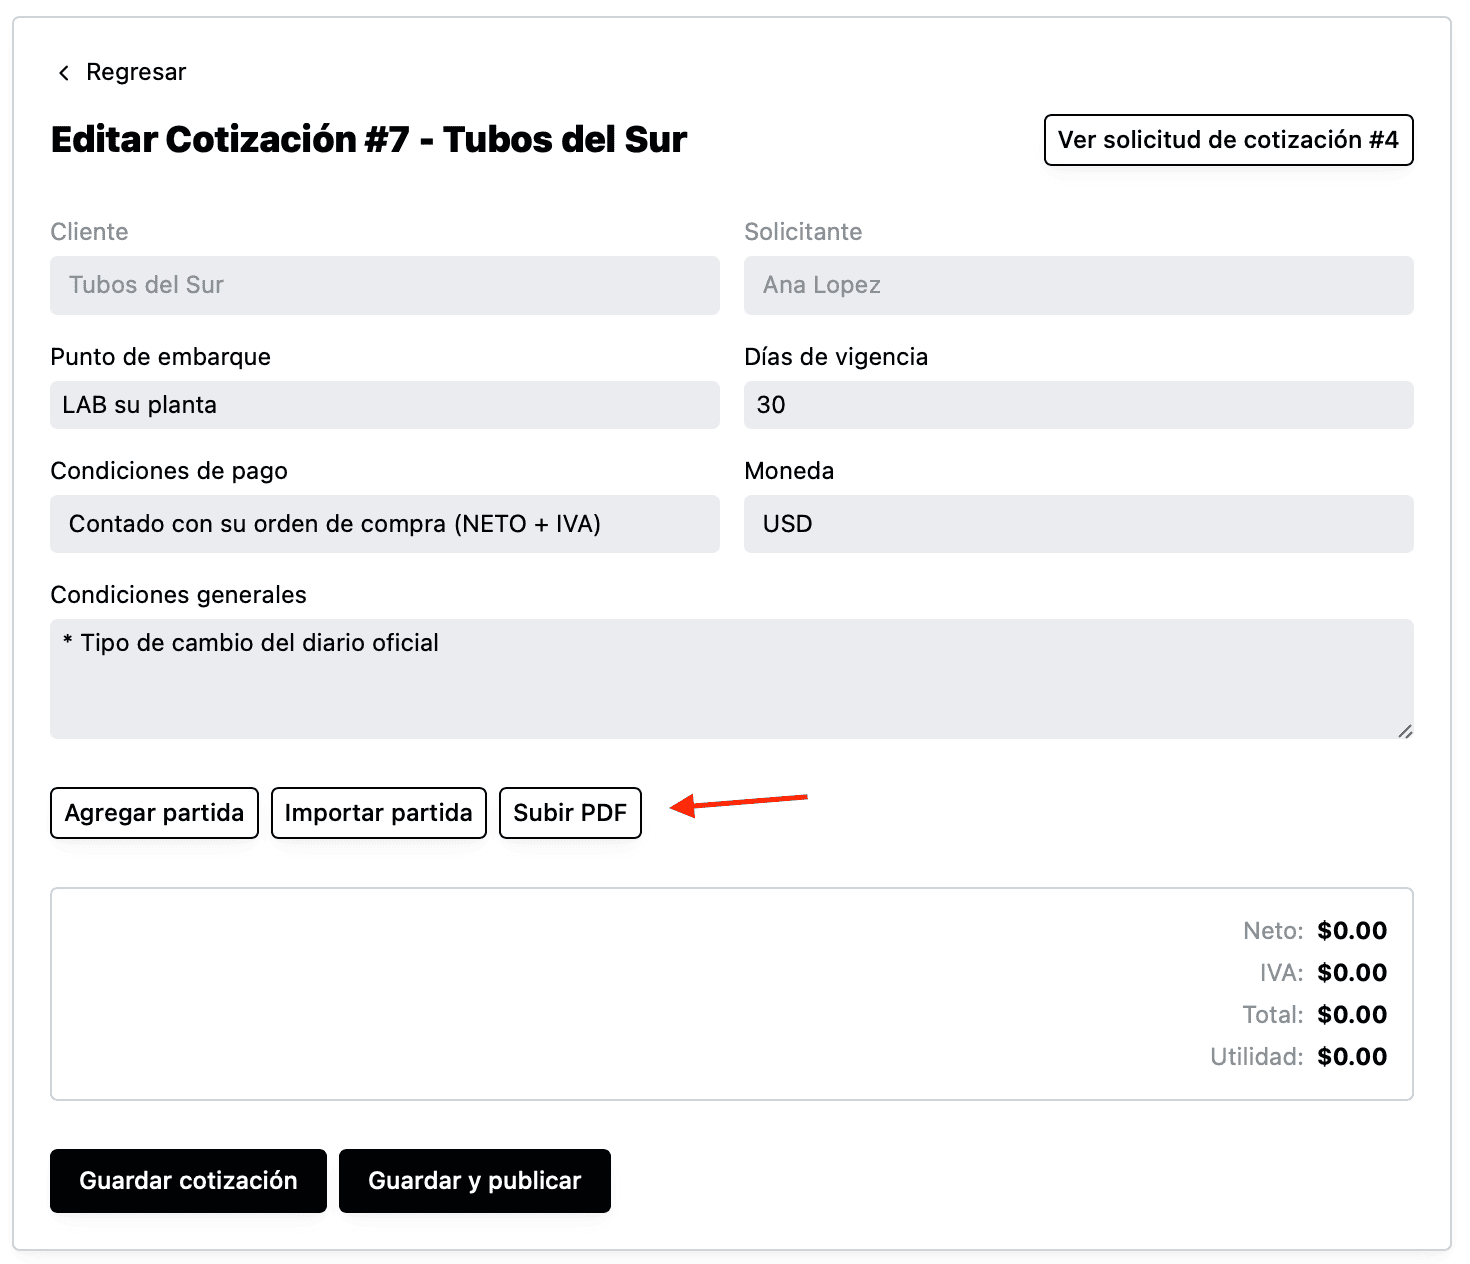 Regresar
Editar Cotización #7 - Tubos del Sur
Ver solicitud de cotización #4
Cliente
Solicitante
Tubos del Sur
Ana Lopez
Punto de embarque
Días de vigencia
LAB su planta
30
Condiciones de pago
Moneda
Contado con su orden de compra (NETO + IVA)
USD
Condiciones generales
* Tipo de cambio del diario oficial
Agregar partida
Importar partida
Subir PDF
Neto: $0.00
IVA: $0.00
Total: $0.00
Utilidad: $0.00
Guardar cotización
Guardar y publicar